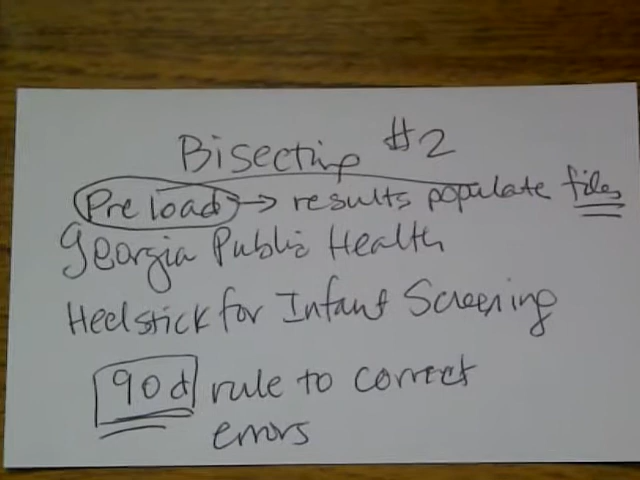 Bisecting #2
Preload → results populate files
Georgia Public Health
Heelstick for Infant Screening
90d rule to correct
errors